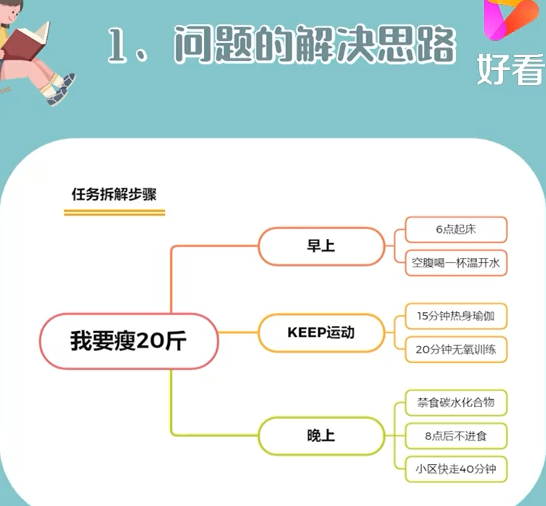 1、问题的解决思路
好看
任务拆解步骤
早上
6点起床
空腹喝一杯温开水
我要瘦20斤
KEEP运动
15分钟热身瑜伽
20分钟无氧训练
晚上
禁食碳水化合物
8点后不进食
小区快走40分钟